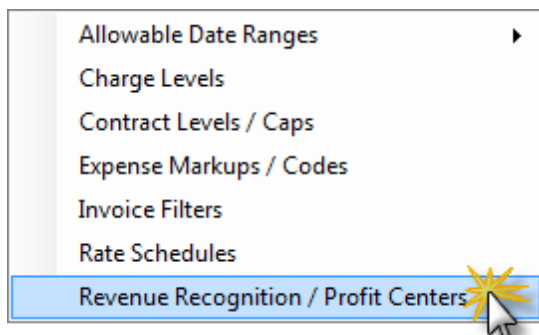 Allowable Date Ranges
Charge Levels
Contract Levels / Caps
Expense Markups / Codes
Invoice Filters
Rate Schedules
Revenue Recognition / Profit Centers